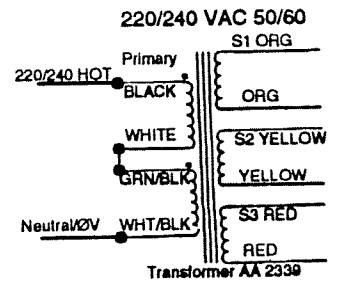 220/240 VAC 50/60
Primary
S1 ORG
220/240 HOT
BLACK
ORG
WHITE
S2 YELLOW
GRN/BLK
YELLOW
S3 RED
Neutral/ØV
WHT/BLK
RED
Transformer AA 2339